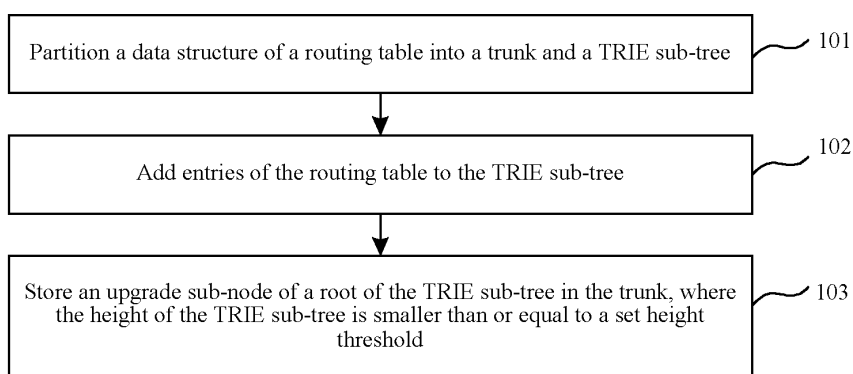 Partition a data structure of a routing table into a trunk and a TRIE sub-tree
101
Add entries of the routing table to the TRIE sub-tree
102
Store an upgrade sub-node of a root of the TRIE sub-tree in the trunk, where
the height of the TRIE sub-tree is smaller than or equal to a set height
threshold
103